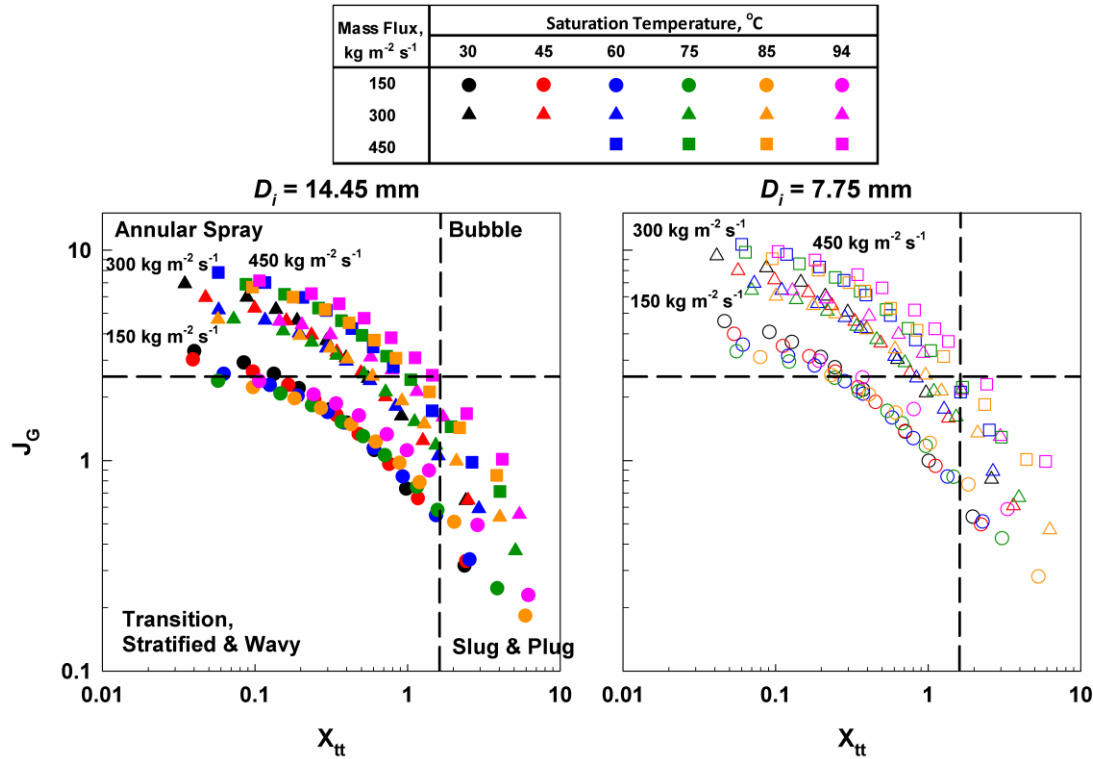 Mass Flux,
kg m⁻² s⁻¹
Saturation Temperature, °C
30 45 60 75 85 94
150
300
450
Dᵢ = 14.45 mm
Dᵢ = 7.75 mm
Annular Spray
Bubble
300 kg m⁻² s⁻¹
450 kg m⁻² s⁻¹
150 kg m⁻² s⁻¹
Transition,
Stratified & Wavy
Slug & Plug
10
1
0.1
J_G
0.01 0.1 1 10
X_tt
300 kg m⁻² s⁻¹
450 kg m⁻² s⁻¹
150 kg m⁻² s⁻¹
0.01 0.1 1 10
X_tt